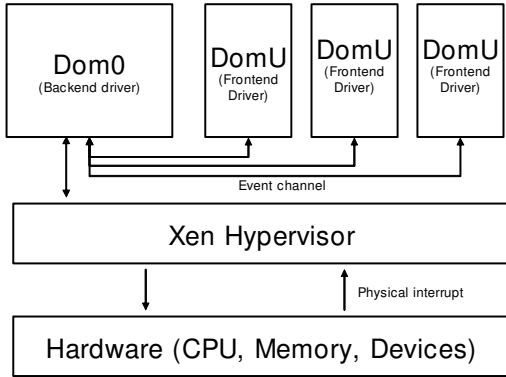 Dom0
(Backend driver)
DomU
(Frontend
Driver)
DomU
(Frontend
Driver)
DomU
(Frontend
Driver)
Event channel
Xen Hypervisor
Physical interrupt
Hardware (CPU, Memory, Devices)